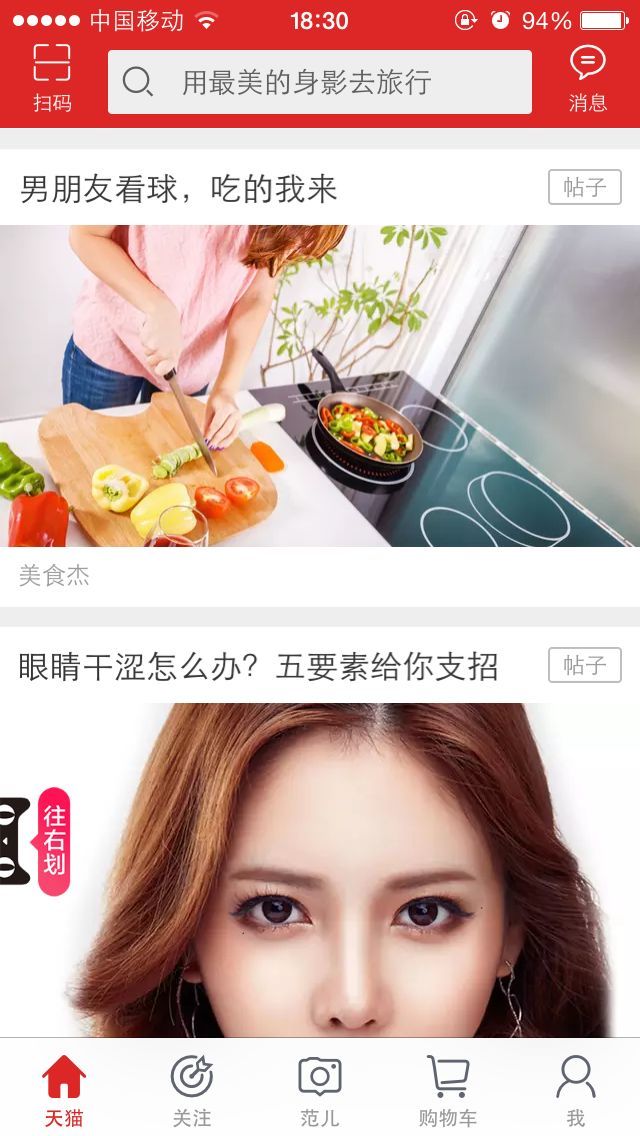 中国移动 18:30 94%
扫码 用最美的身影去旅行 消息
男朋友看球，吃的我来 帖子
美食杰
眼睛干涩怎么办？五要素给你支招 帖子
往右划
天猫 关注 范儿 购物车 我